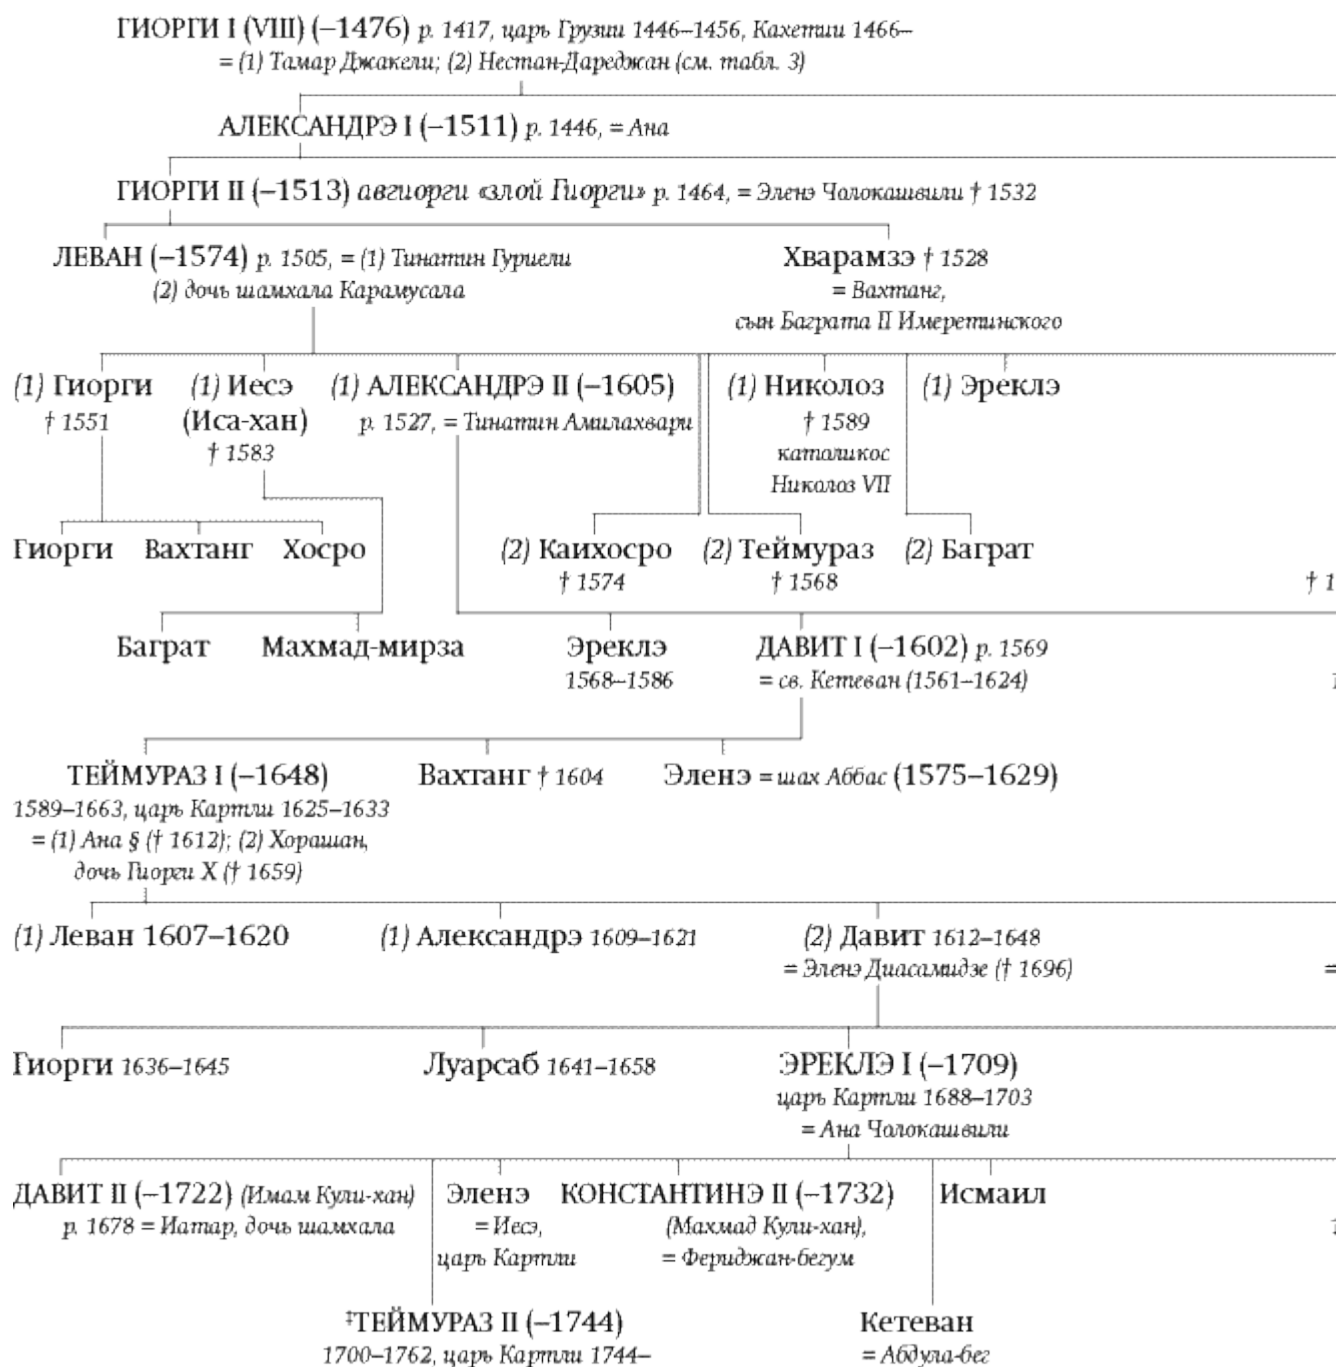 ГИОРГИ I (VIII) (–1476) р. 1417, царь Грузии 1446–1456, Кахетии 1466–
= (1) Тамар Джакели; (2) Нестан-Дареджан (см. табл. 3)
АЛЕКСАНДРЭ I (–1511) р. 1446, = Ана
ГИОРГИ II (–1513) авгиорги «злой Гиорги» р. 1464, = Эленэ Чолокашвили † 1532
ЛЕВАН (–1574) р. 1505, = (1) Тинатин Гуриели
(2) дочь шамхала Карамусала
Хварамзэ † 1528
= Вахтанг,
сын Баграта II Имеретинского
(1) Гиорги
† 1551
(1) Иесэ
(Иса-хан)
† 1583
(1) АЛЕКСАНДРЭ II (–1605)
р. 1527, = Тинатин Амилахвари
(1) Николоз
† 1589
католикос
Николоз VII
(1) Эреклэ
Гиорги
Вахтанг
Хосро
(2) Каихосро
† 1574
(2) Теймураз
† 1568
(2) Баграт
† 1
Баграт
Махмад-мирза
Эреклэ
1568–1586
ДАВИТ I (–1602) р. 1569
= св. Кетеван (1561–1624)
1
ТЕЙМУРАЗ I (–1648)
1589–1663, царь Картли 1625–1633
= (1) Ана § († 1612); (2) Хорашан,
дочь Гиорги X († 1659)
Вахтанг † 1604
Эленэ = шах Аббас (1575–1629)
(1) Леван 1607–1620
(1) Александрэ 1609–1621
(2) Давит 1612–1648
= Эленэ Диасамидзе († 1696)
=
Гиорги 1636–1645
Луарсаб 1641–1658
ЭРЕКЛЭ I (–1709)
царь Картли 1688–1703
= Ана Чолокашвили
ДАВИТ II (–1722) (Имам Кули-хан)
р. 1678 = Иатар, дочь шамхала
Эленэ
= Иесэ,
царь Картли
КОНСТАНТИНЭ II (–1732)
(Махмад Кули-хан),
= Фериджан-бегум
Исмаил
1
‡ТЕЙМУРАЗ II (–1744)
1700–1762, царь Картли 1744–
Кетеван
= Абдула-бег